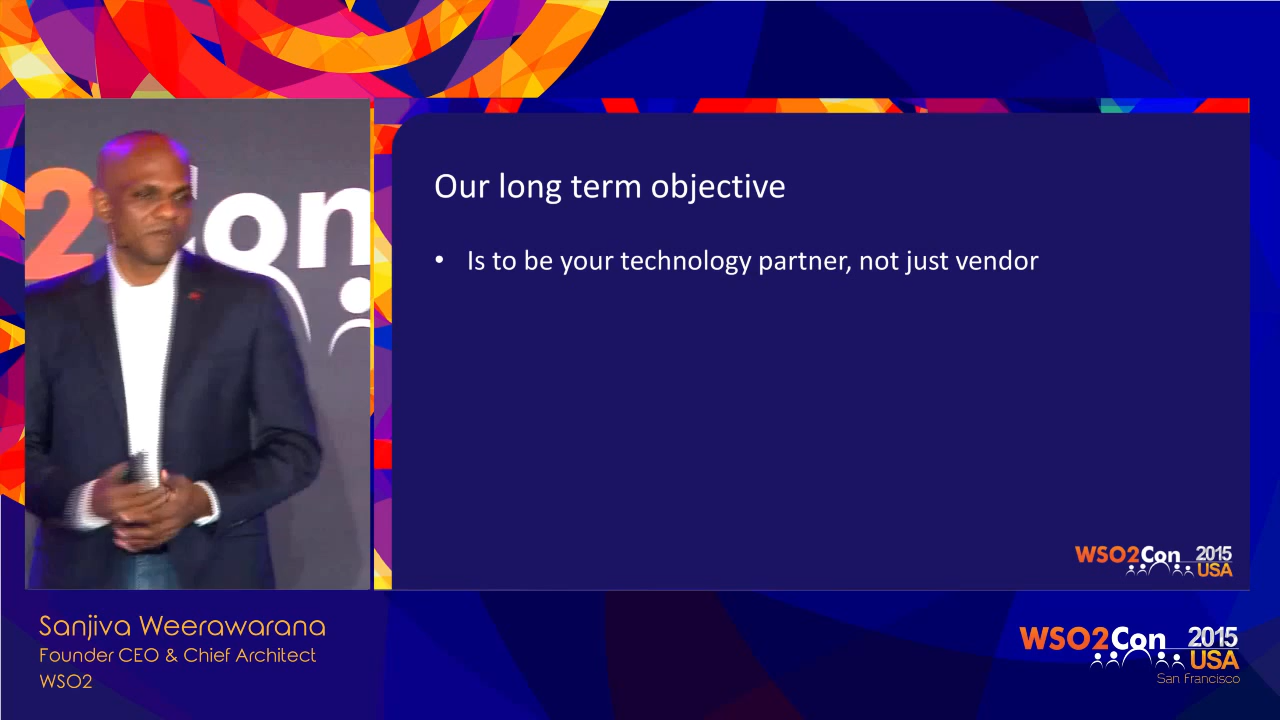 2Con
Our long term objective
• Is to be your technology partner, not just vendor
WSO2Con 2015
USA
Sanjiva Weerawarana
Founder CEO & Chief Architect
WSO2
WSO2Con 2015
USA
San Francisco